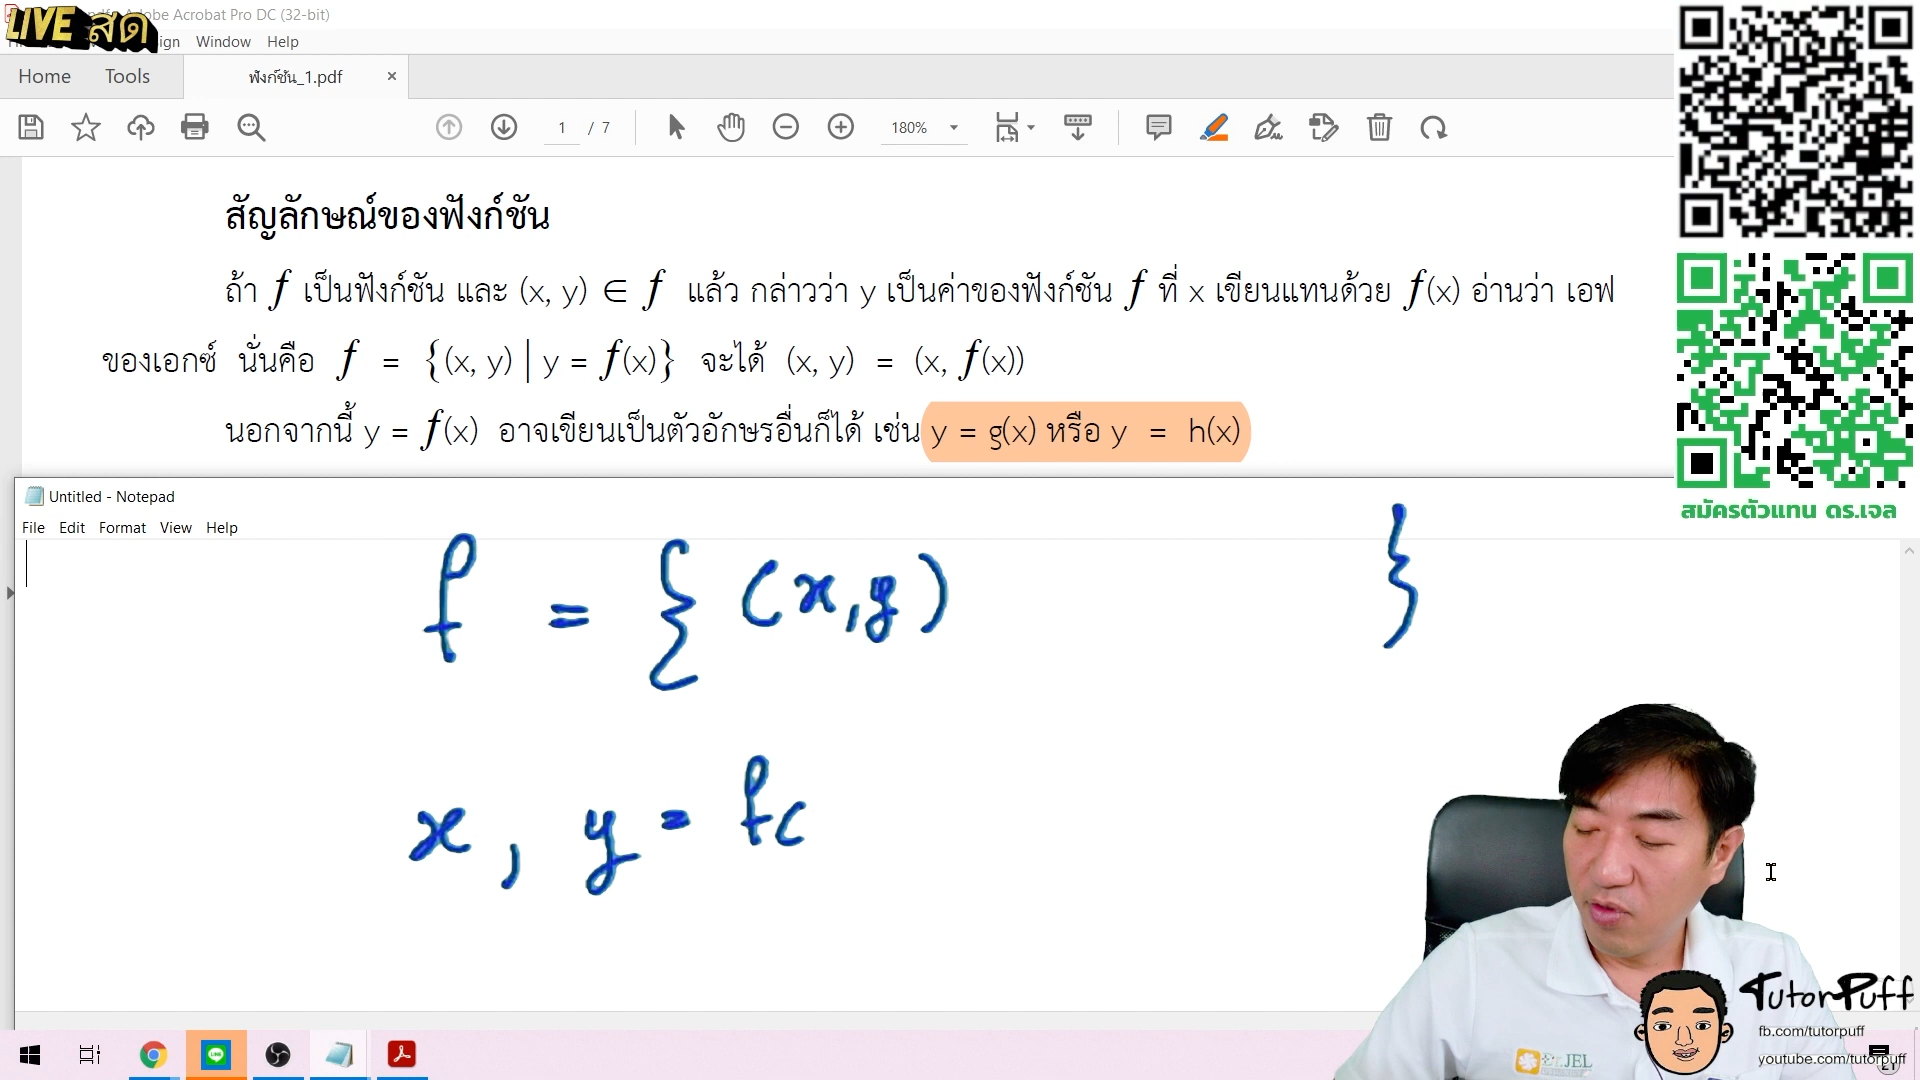 LIVE สด
Adobe Acrobat Pro DC (32-bit)
Window Help
Home Tools ฟังก์ชัน_1.pdf ×
1 / 7 180%
สัญลักษณ์ของฟังก์ชัน
ถ้า f เป็นฟังก์ชัน และ (x, y) ∈ f แล้ว กล่าวว่า y เป็นค่าของฟังก์ชัน f ที่ x เขียนแทนด้วย f(x) อ่านว่า เอฟ
ของเอกซ์ นั่นคือ f = {(x, y) | y = f(x)} จะได้ (x, y) = (x, f(x))
นอกจากนี้ y = f(x) อาจเขียนเป็นตัวอักษรอื่นก็ได้ เช่น y = g(x) หรือ y = h(x)
สมัครตัวแทน ดร.เจล
Untitled - Notepad
File Edit Format View Help
f = { (x,y) }
x , y = f(
TutorPuff
fb.com/tutorpuff
youtube.com/tutorpuff
Dr.JEL